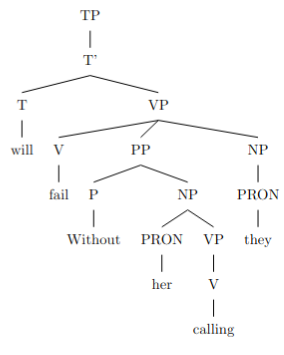 TP
T'
T VP
will V PP NP
fail P NP PRON
Without PRON VP they
her V
calling